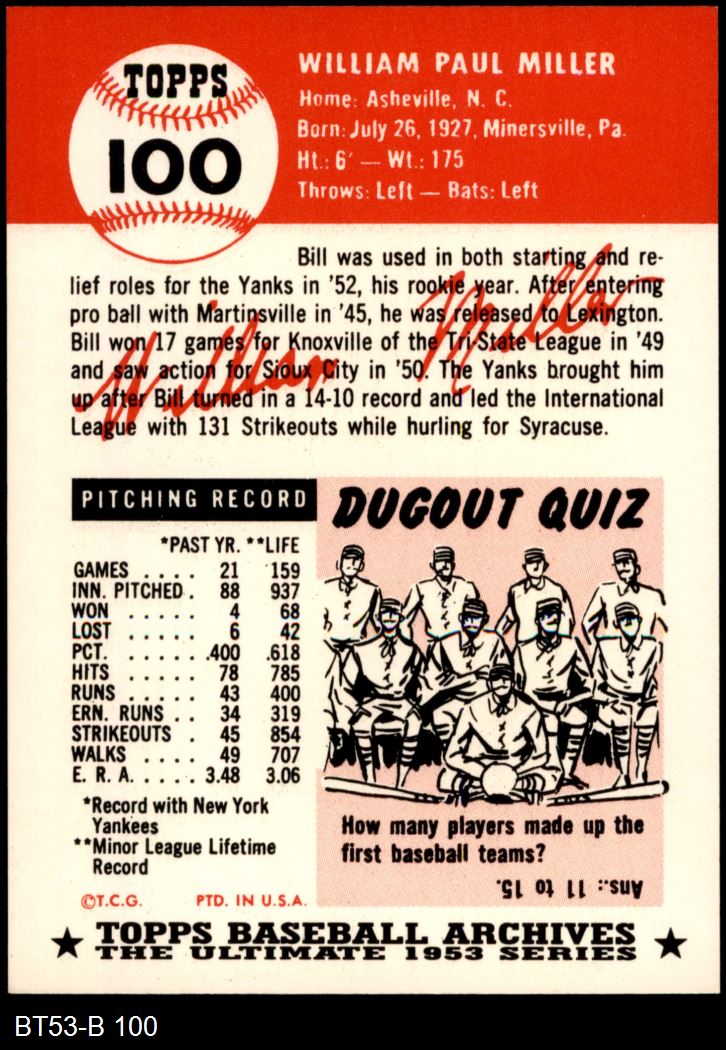 TOPPS
100
WILLIAM PAUL MILLER
Home: Asheville, N. C.
Born: July 26, 1927, Minersville, Pa.
Ht.: 6' — Wt.: 175
Throws: Left — Bats: Left
Bill was used in both starting and re-
lief roles for the Yanks in '52, his rookie year. After entering
pro ball with Martinsville in '45, he was released to Lexington.
Bill won 17 games for Knoxville of the Tri-State League in '49
and saw action for Sioux City in '50. The Yanks brought him
up after Bill turned in a 14-10 record and led the International
League with 131 Strikeouts while hurling for Syracuse.
William Miller
PITCHING RECORD
*PAST YR. **LIFE
GAMES . . . . 21 159
INN. PITCHED . 88 937
WON . . . . . 4 68
LOST . . . . . 6 42
PCT. . . . . . .400 .618
HITS . . . . . 78 785
RUNS . . . . . 43 400
ERN. RUNS . . 34 319
STRIKEOUTS . 45 854
WALKS . . . . 49 707
E. R. A. . . . . 3.48 3.06
*Record with New York
Yankees
**Minor League Lifetime
Record
©T.C.G. PTD. IN U.S.A.
DUGOUT QUIZ
How many players made up the
first baseball teams?
Ans.: 11 to 15.
★ TOPPS BASEBALL ARCHIVES ★
THE ULTIMATE 1953 SERIES
BT53-B 100